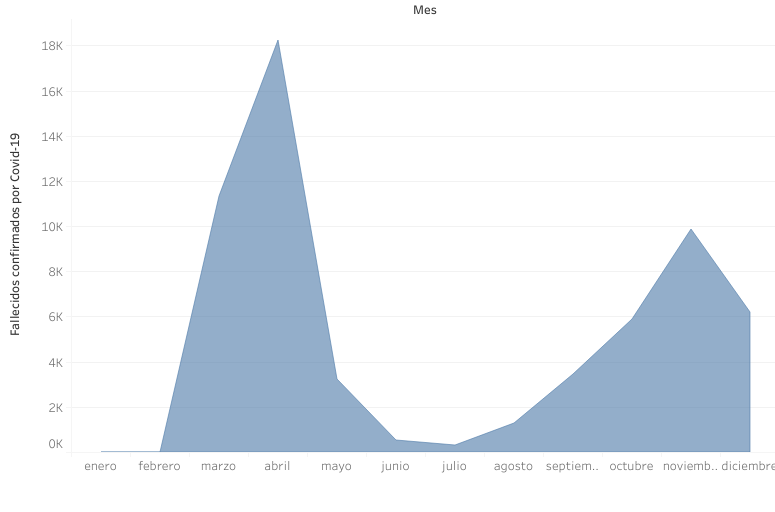 Mes
Fallecidos confirmados por Covid-19
18K
16K
14K
12K
10K
8K
6K
4K
2K
0K
enero febrero marzo abril mayo junio julio agosto septiem.. octubre noviemb.. diciembre